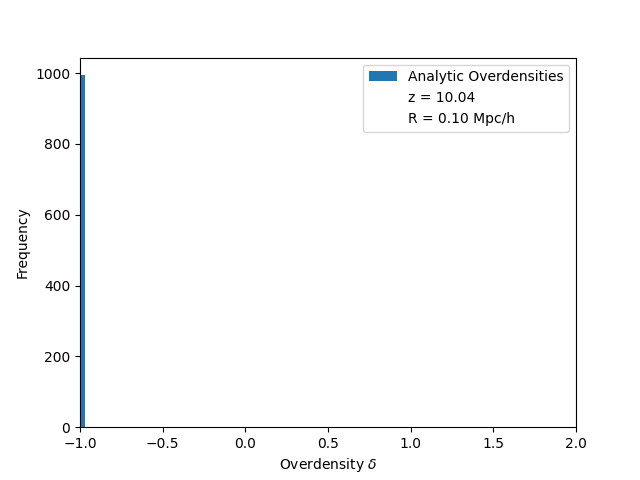 1000
800
600
400
200
0
Frequency
Analytic Overdensities
z = 10.04
R = 0.10 Mpc/h
−1.0 −0.5 0.0 0.5 1.0 1.5 2.0
Overdensity δ